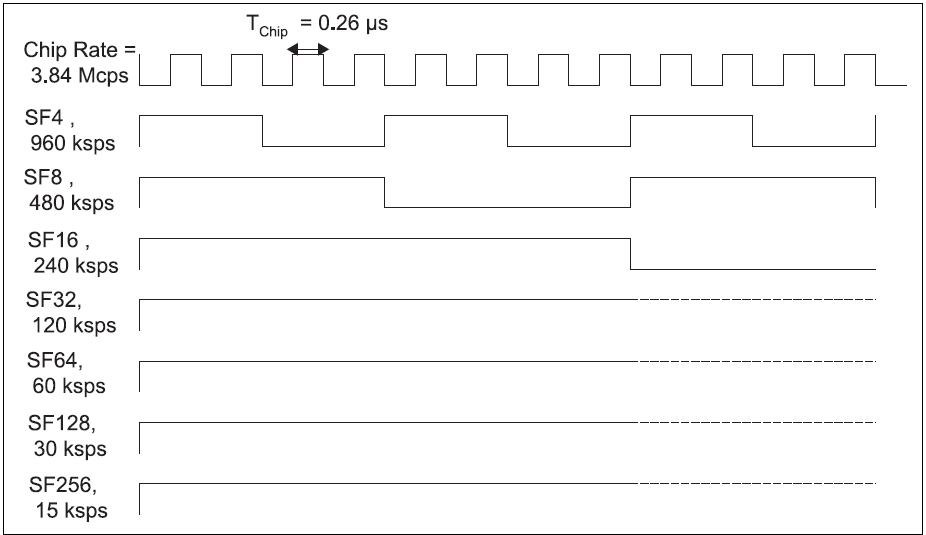 T Chip = 0.26 µs
Chip Rate =
3.84 Mcps
SF4 ,
960 ksps
SF8 ,
480 ksps
SF16 ,
240 ksps
SF32,
120 ksps
SF64,
60 ksps
SF128,
30 ksps
SF256,
15 ksps